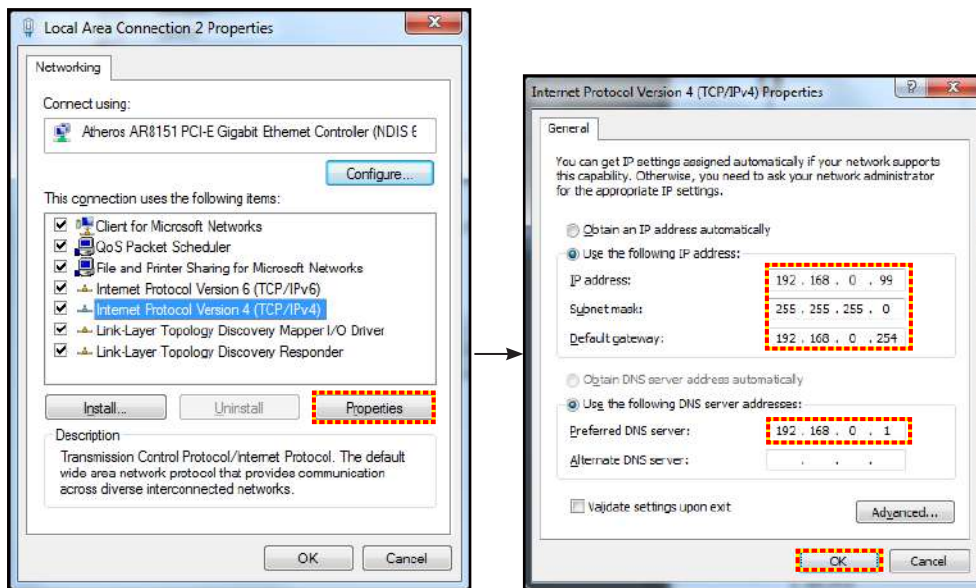 Local Area Connection 2 Properties
Networking
Connect using:
Atheros AR8151 PCI-E Gigabit Ethernet Controller (NDIS 6
Configure...
This connection uses the following items:
Client for Microsoft Networks
QoS Packet Scheduler
File and Printer Sharing for Microsoft Networks
Internet Protocol Version 6 (TCP/IPv6)
Internet Protocol Version 4 (TCP/IPv4)
Link-Layer Topology Discovery Mapper I/O Driver
Link-Layer Topology Discovery Responder
Install...
Uninstall
Properties
Description
Transmission Control Protocol/Internet Protocol. The default
wide area network protocol that provides communication
across diverse interconnected networks.
OK
Cancel
Internet Protocol Version 4 (TCP/IPv4) Properties
General
You can get IP settings assigned automatically if your network supports
this capability. Otherwise, you need to ask your network administrator
for the appropriate IP settings.
Obtain an IP address automatically
Use the following IP address:
IP address: 192 . 168 . 0 . 99
Subnet mask: 255 . 255 . 255 . 0
Default gateway: 192 . 168 . 0 . 254
Obtain DNS server address automatically
Use the following DNS server addresses:
Preferred DNS server: 192 . 168 . 0 . 1
Alternate DNS server: . . .
Validate settings upon exit
Advanced...
OK
Cancel